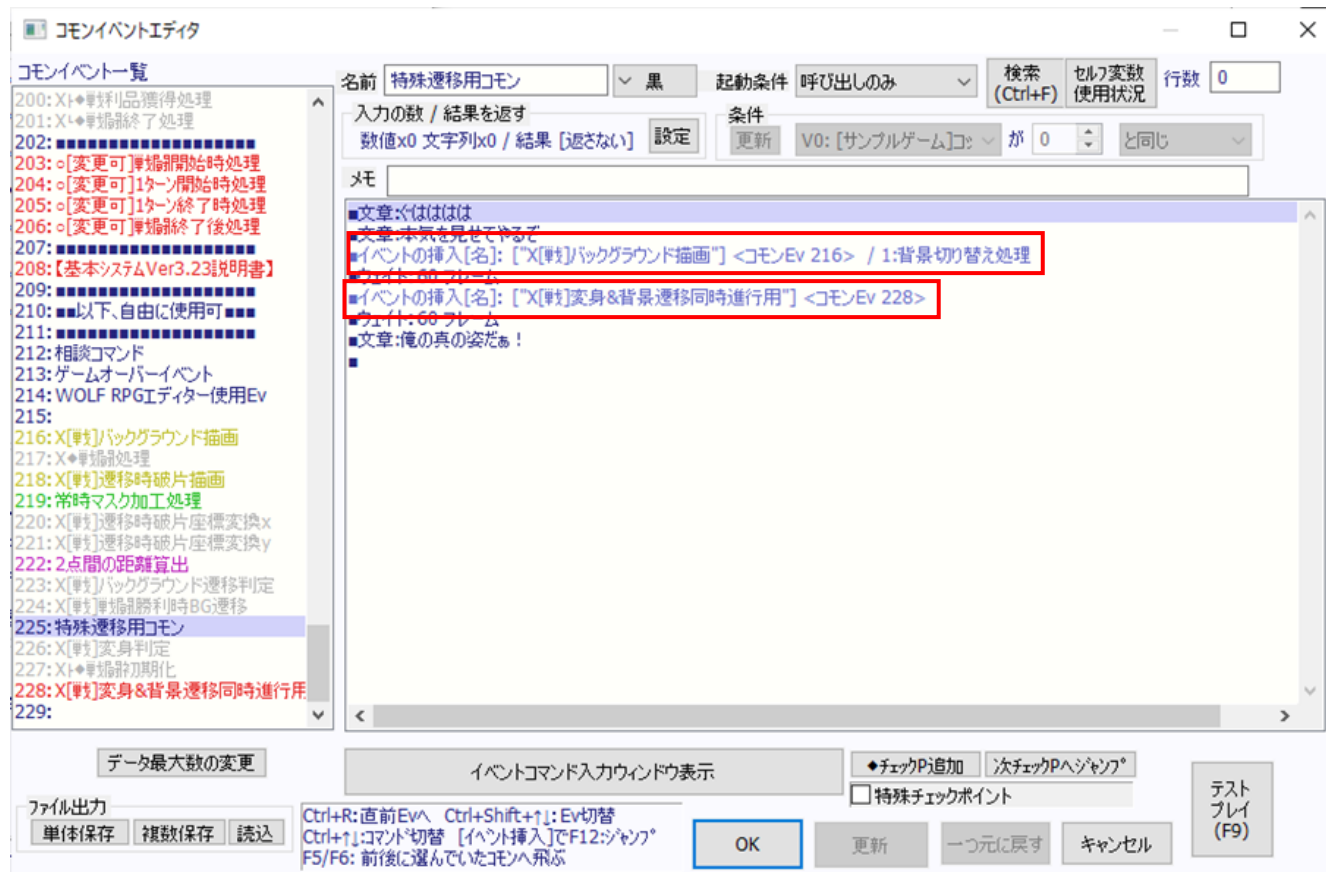 コモンイベントエディタ
コモンイベント一覧
200:X┣◆戦利品獲得処理
201:X┗◆戦闘終了処理
202:■■■■■■■■■■■■■■■■■■■
203:○[変更可]戦闘開始時処理
204:○[変更可]1ターン開始時処理
205:○[変更可]1ターン終了時処理
206:○[変更可]戦闘終了後処理
207:■■■■■■■■■■■■■■■■■■■
208:【基本システムVer3.23説明書】
209:■■■■■■■■■■■■■■■■■■■
210:■■以下、自由に使用可■■■
211:■■■■■■■■■■■■■■■■■■■
212:相談コマンド
213:ゲームオーバーイベント
214:WOLF RPGエディター使用Ev
215:
216:X[戦]バックグラウンド描画
217:X◆戦闘処理
218:X[戦]遷移時破片描画
219:常時マスク加工処理
220:X[戦]遷移時破片座標変換x
221:X[戦]遷移時破片座標変換y
222:2点間の距離算出
223:X[戦]バックグラウンド遷移判定
224:X[戦]戦闘勝利時BG遷移
225:特殊遷移用コモン
226:X[戦]変身判定
227:X┣◆戦闘初期化
228:X[戦]変身&背景遷移同時進行用
229:
データ最大数の変更
ファイル出力
単体保存 複数保存 読込
名前 特殊遷移用コモン 黒 起動条件 呼び出しのみ
検索
(Ctrl+F)
セルフ変数
使用状況
行数 0
入力の数 / 結果を返す
数値x0 文字列x0 / 結果 [返さない] 設定
条件
更新 V0: [サンプルゲーム]コ が 0 と同じ
メモ
■文章:ぐはははは
■文章:本気を見せてやるぞ
■イベントの挿入[名]: ["X[戦]バックグラウンド描画"] <コモンEv 216> / 1:背景切り替え処理
■ウェイト:60 フレーム
■イベントの挿入[名]: ["X[戦]変身&背景遷移同時進行用"] <コモンEv 228>
■ウェイト:60 フレーム
■文章:俺の真の姿だぁ！
■
イベントコマンド入力ウィンドウ表示
◆チェックP追加 次チェックPへジャンプ
特殊チェックポイント
Ctrl+R:直前Evへ Ctrl+Shift+↑↓:Ev切替
Ctrl+↑↓:コマンド切替 [イベント挿入]でF12:ジャンプ
F5/F6: 前後に選んでいたコモンへ飛ぶ
OK 更新 一つ元に戻す キャンセル
テスト
プレイ
(F9)